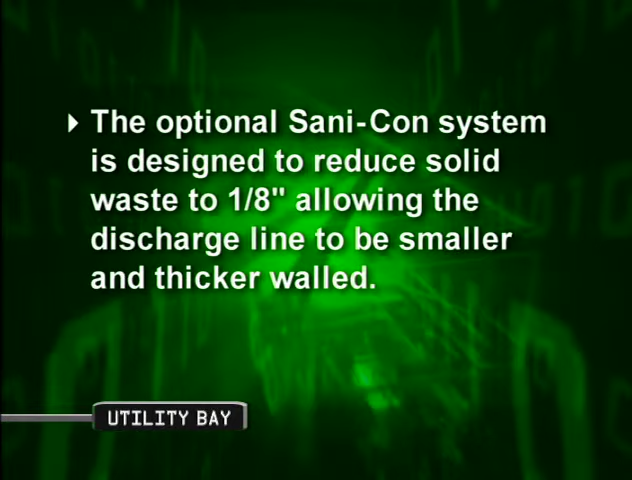 The optional Sani-Con system
is designed to reduce solid
waste to 1/8" allowing the
discharge line to be smaller
and thicker walled.
UTILITY BAY